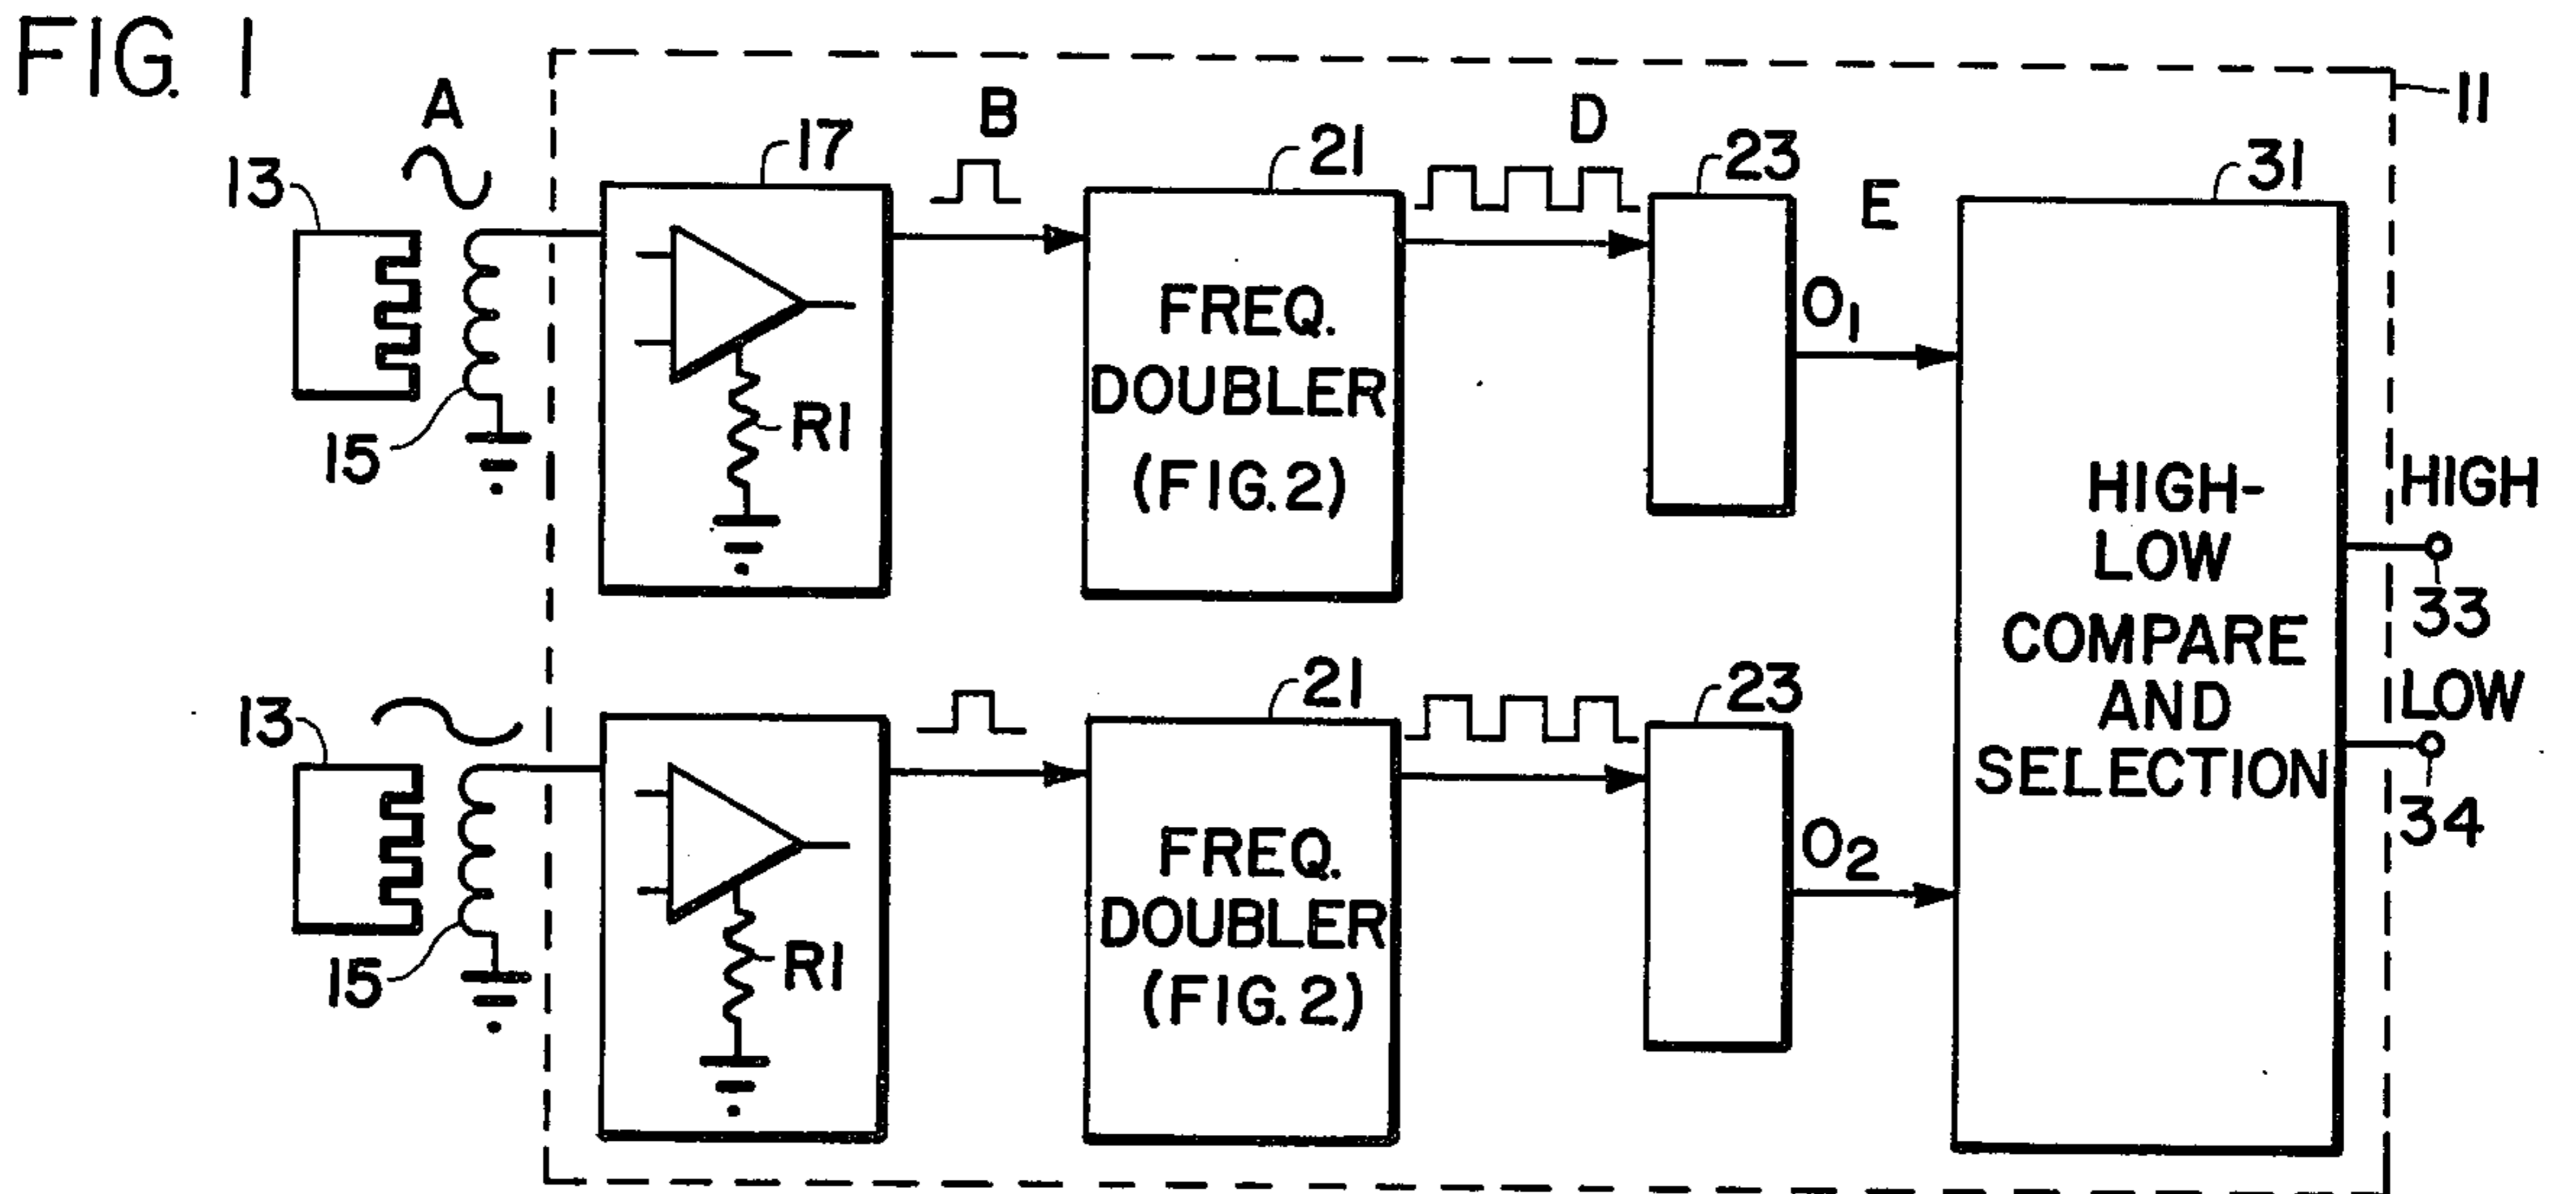 FIG. 1
A
B
D
E
11
13
17
21
23
31
15
R1
FREQ.
DOUBLER
(FIG. 2)
O1
HIGH-
LOW
COMPARE
AND
SELECTION
HIGH
33
LOW
34
13
21
23
15
R1
FREQ.
DOUBLER
(FIG. 2)
O2